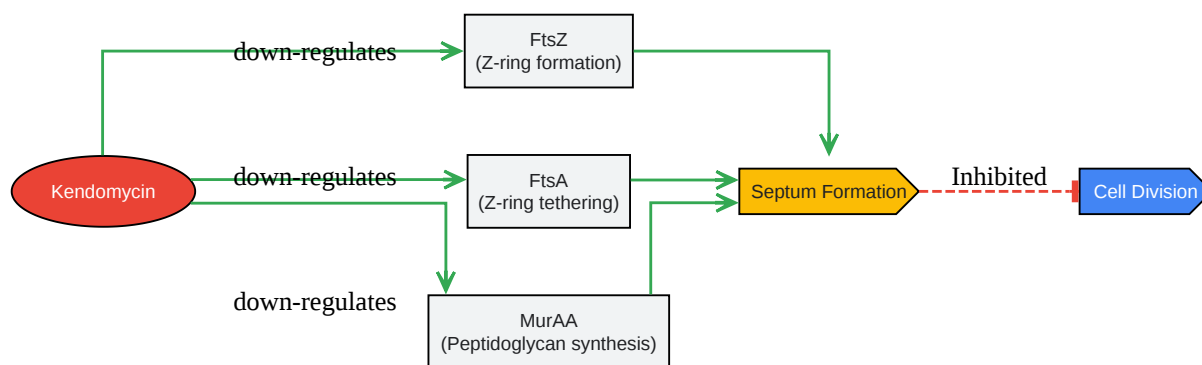 down-regulates
FtsZ
(Z-ring formation)
Kendomycin
down-regulates
FtsA
(Z-ring tethering)
Septum Formation
Inhibited
Cell Division
down-regulates
MurAA
(Peptidoglycan synthesis)